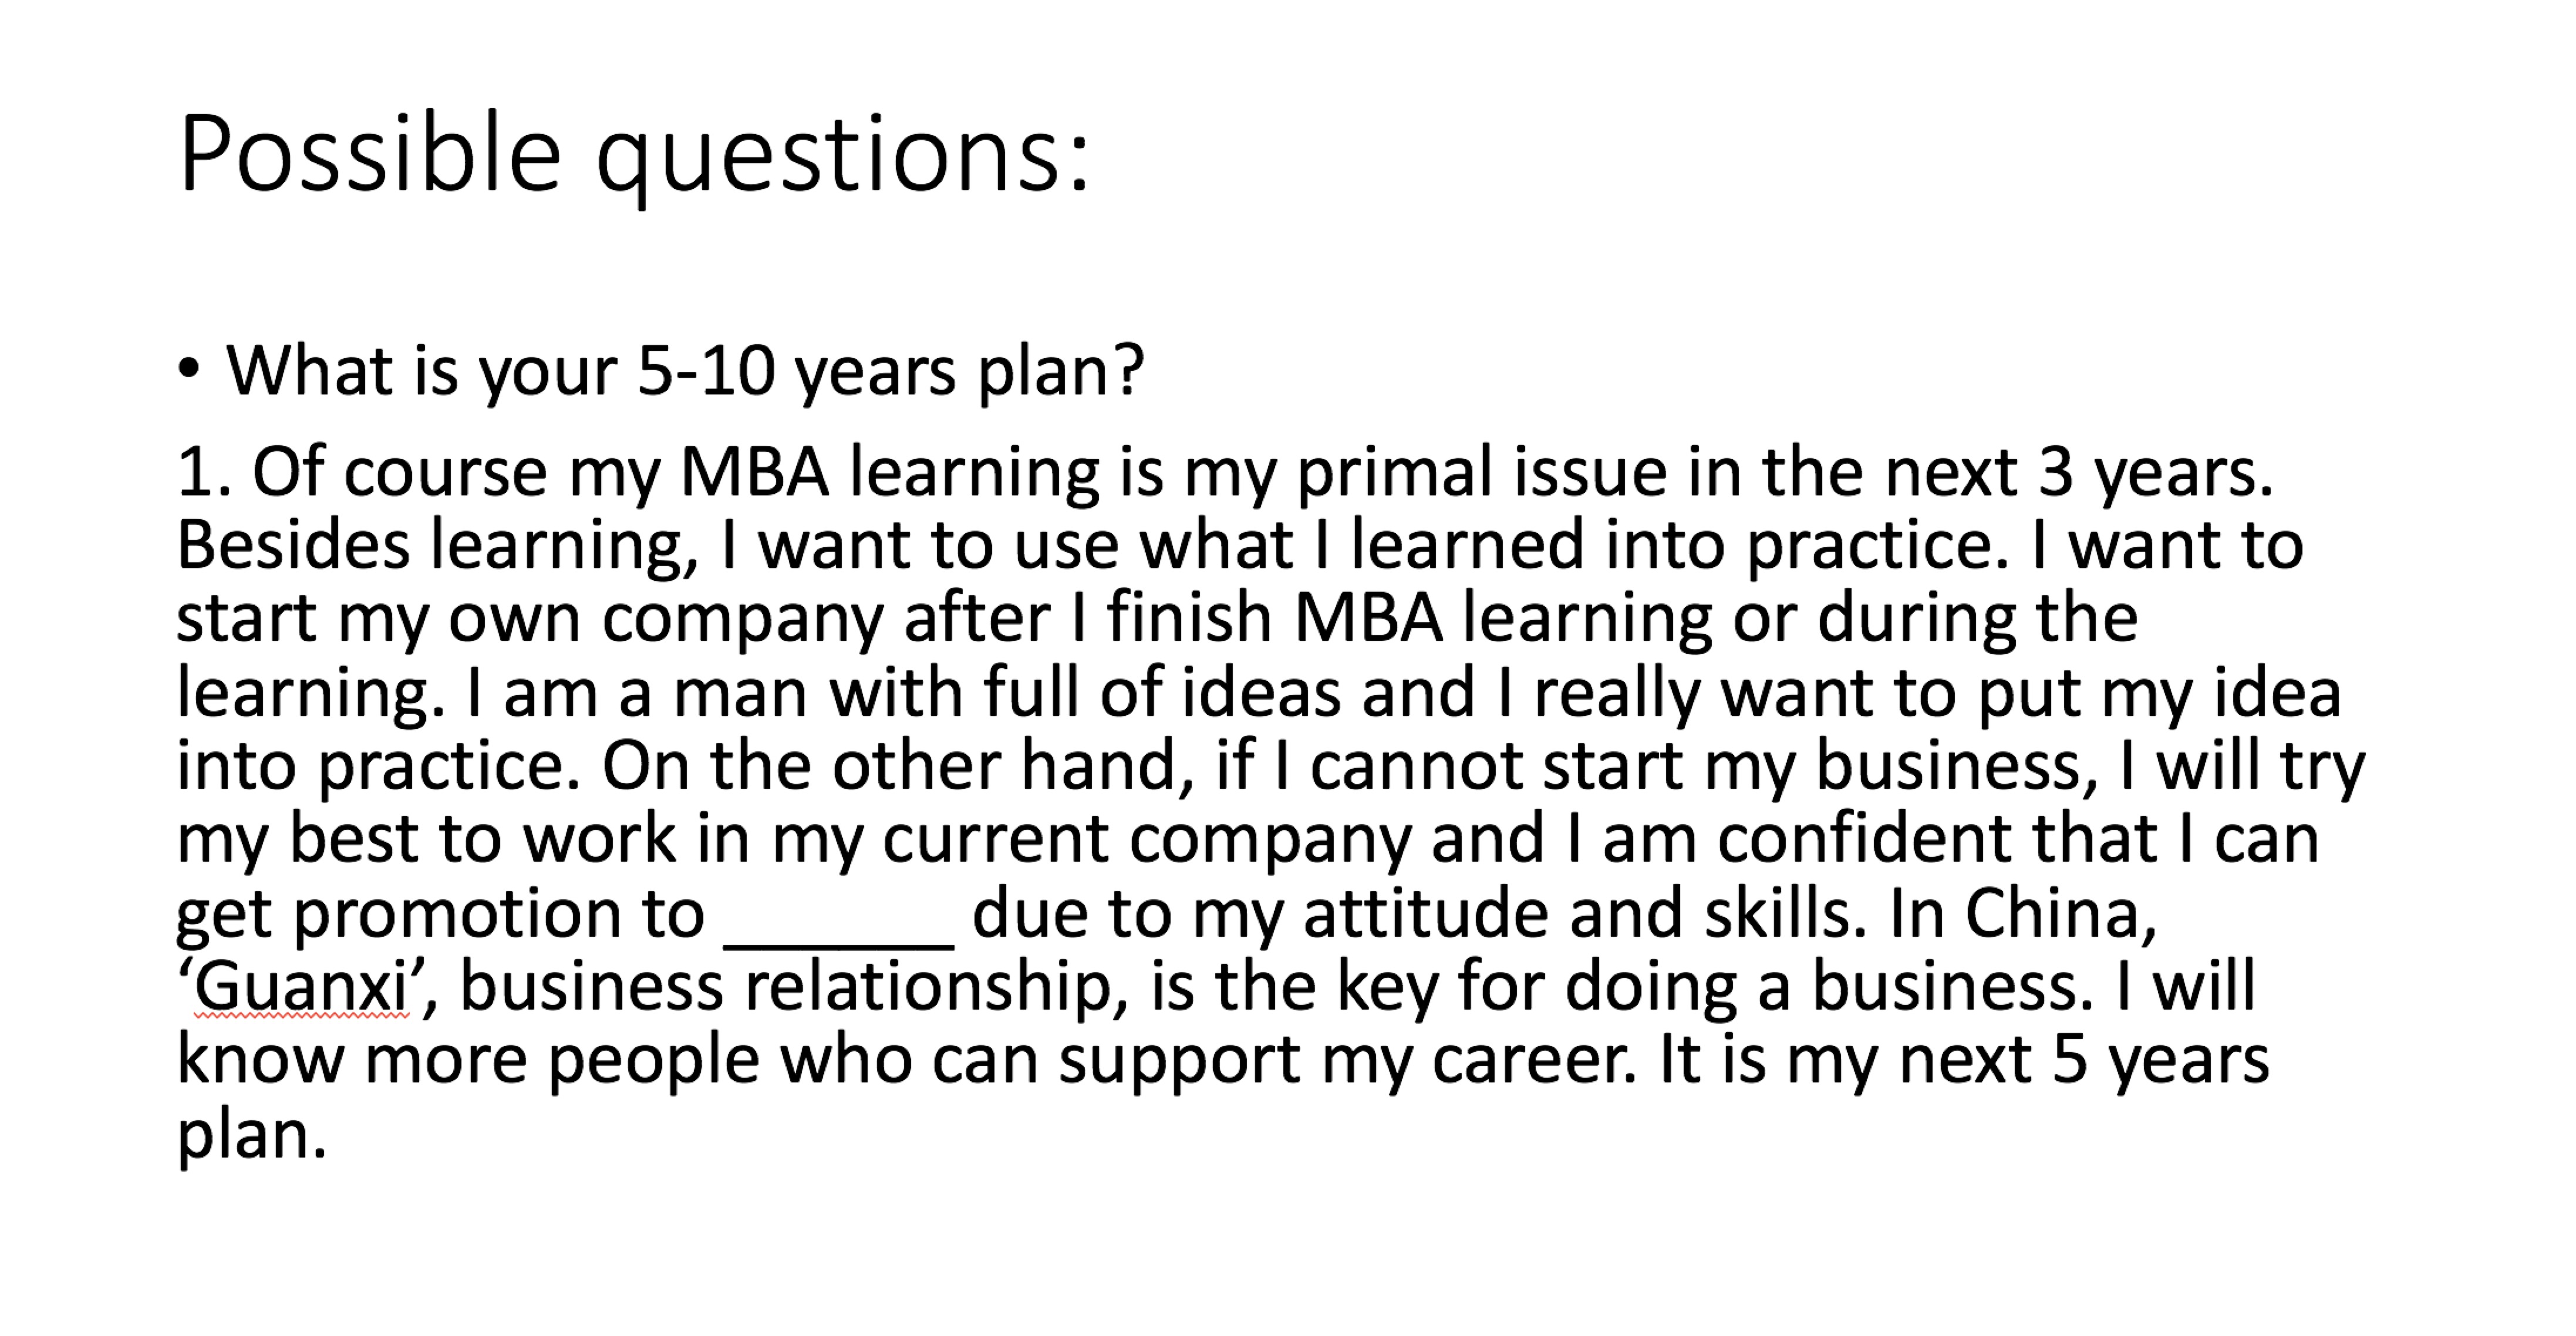 Possible questions:
• What is your 5-10 years plan?
1. Of course my MBA learning is my primal issue in the next 3 years.
Besides learning, I want to use what I learned into practice. I want to
start my own company after I finish MBA learning or during the
learning. I am a man with full of ideas and I really want to put my idea
into practice. On the other hand, if I cannot start my business, I will try
my best to work in my current company and I am confident that I can
get promotion to ______ due to my attitude and skills. In China,
‘Guanxi’, business relationship, is the key for doing a business. I will
know more people who can support my career. It is my next 5 years
plan.